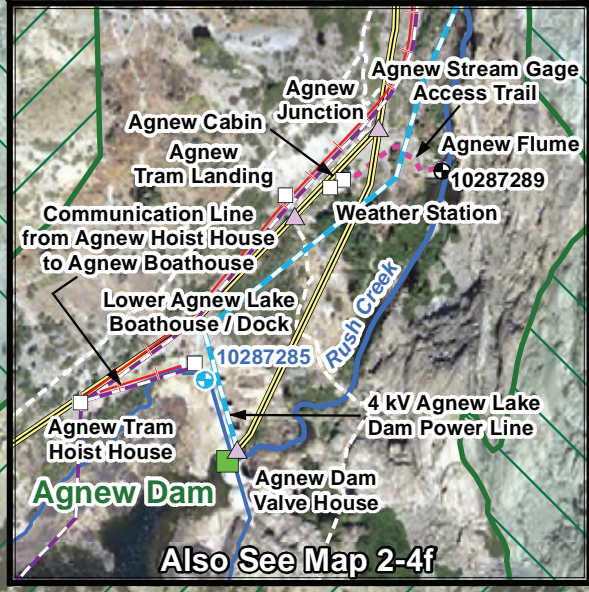 Agnew Stream Gage
Access Trail
Agnew
Junction
Agnew Cabin
Agnew Flume
10287289
Agnew
Tram Landing
Weather Station
Communication Line
from Agnew Hoist House
to Agnew Boathouse
Rush Creek
Lower Agnew Lake
Boathouse / Dock
10287285
4 kV Agnew Lake
Dam Power Line
Agnew Tram
Hoist House
Agnew Dam
Valve House
Agnew Dam
Also See Map 2-4f